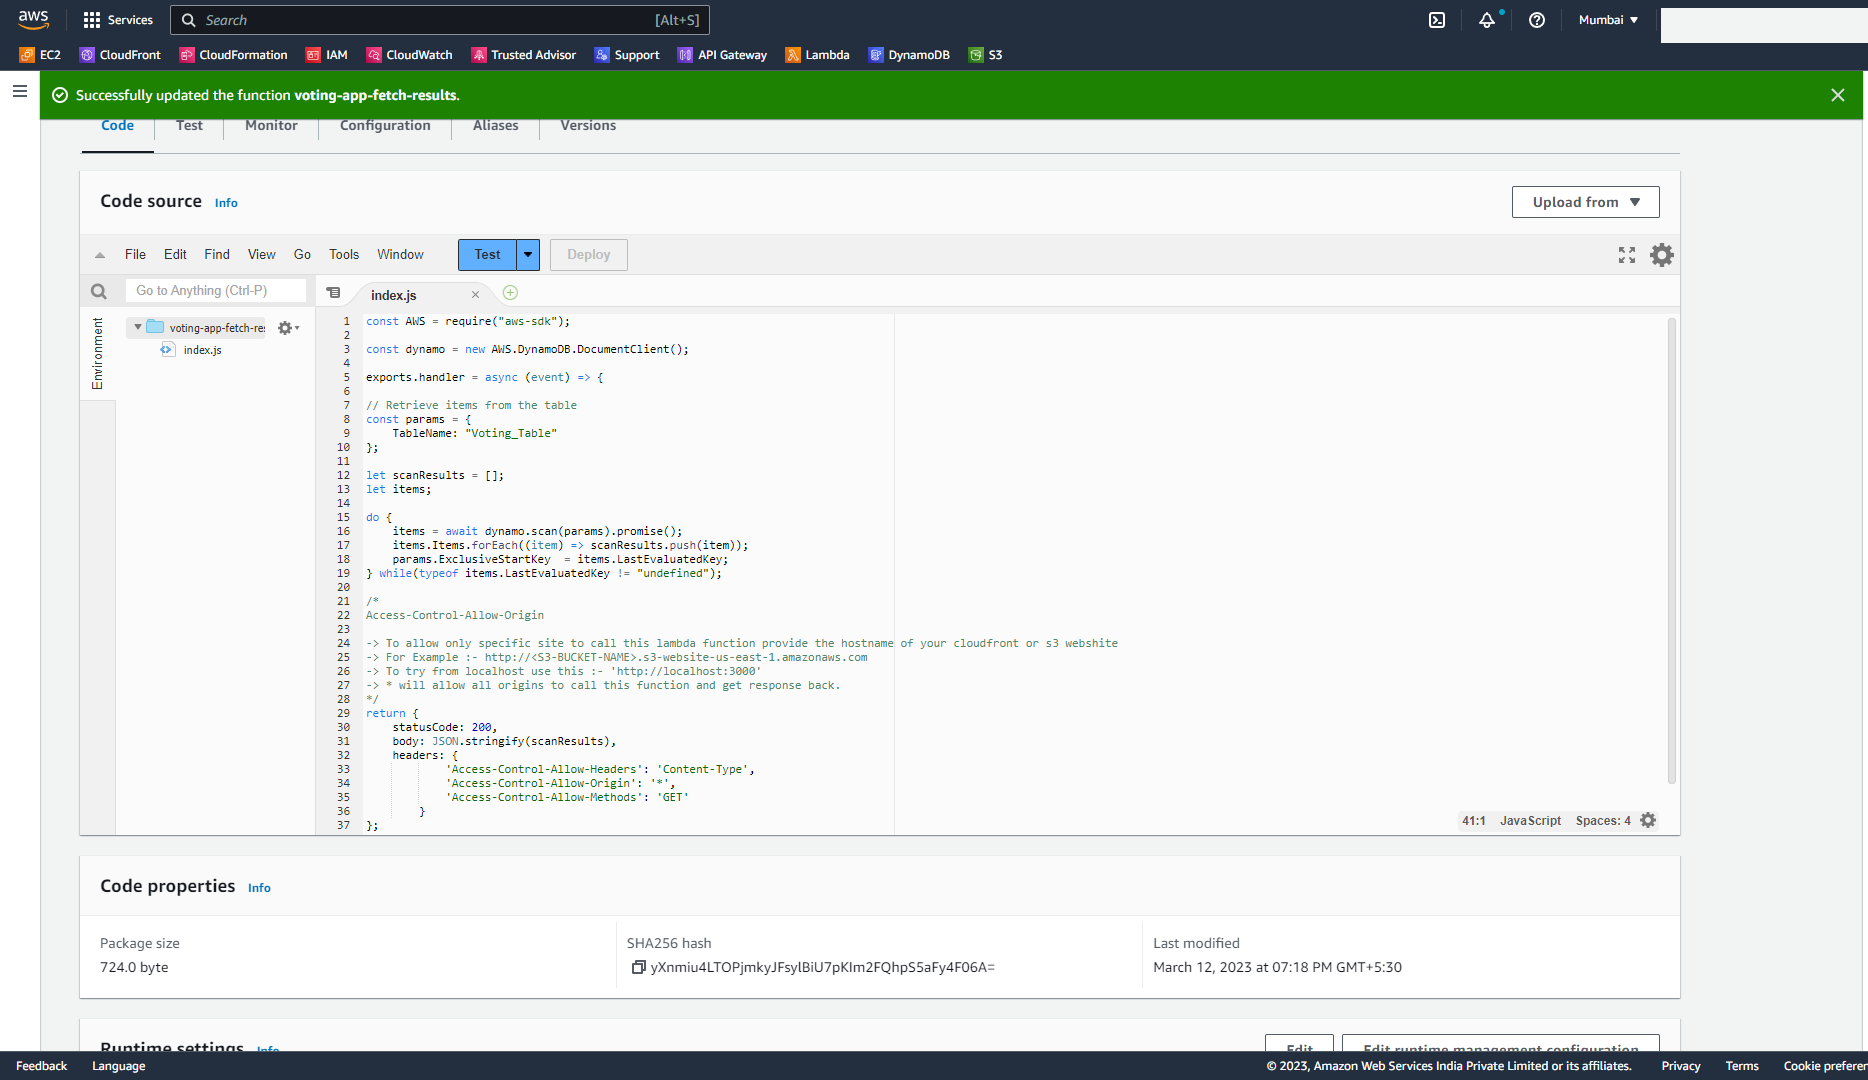 aws Services Search [Alt+S] Mumbai ▼
EC2 CloudFront CloudFormation IAM CloudWatch Trusted Advisor Support API Gateway Lambda DynamoDB S3
Successfully updated the function voting-app-fetch-results.
Code Test Monitor Configuration Aliases Versions
Code source Info Upload from ▼
File Edit Find View Go Tools Window Test Deploy
Go to Anything (Ctrl-P) index.js
Environment
voting-app-fetch-res
index.js
1 const AWS = require("aws-sdk");
2
3 const dynamo = new AWS.DynamoDB.DocumentClient();
4
5 exports.handler = async (event) => {
6
7 // Retrieve items from the table
8 const params = {
9 TableName: "Voting_Table"
10 };
11
12 let scanResults = [];
13 let items;
14
15 do {
16 items = await dynamo.scan(params).promise();
17 items.Items.forEach((item) => scanResults.push(item));
18 params.ExclusiveStartKey  = items.LastEvaluatedKey;
19 } while(typeof items.LastEvaluatedKey != "undefined");
20
21 /*
22 Access-Control-Allow-Origin
23
24 -> To allow only specific site to call this lambda function provide the hostname of your cloudfront or s3 webshite
25 -> For Example :- http://<S3-BUCKET-NAME>.s3-website-us-east-1.amazonaws.com
26 -> To try from localhost use this :- 'http://localhost:3000'
27 -> * will allow all origins to call this function and get response back.
28 */
29 return {
30 statusCode: 200,
31 body: JSON.stringify(scanResults),
32 headers: {
33 'Access-Control-Allow-Headers': 'Content-Type',
34 'Access-Control-Allow-Origin': '*',
35 'Access-Control-Allow-Methods': 'GET'
36 }
37 };
41:1 JavaScript Spaces: 4
Code properties Info
Package size SHA256 hash Last modified
724.0 byte yXnmiu4LTOPjmkyJFsylBiU7pKIm2FQhpS5aFy4F06A= March 12, 2023 at 07:18 PM GMT+5:30
Runtime settings Info Edit Edit runtime management configuration
Feedback Language © 2023, Amazon Web Services India Private Limited or its affiliates. Privacy Terms Cookie prefere